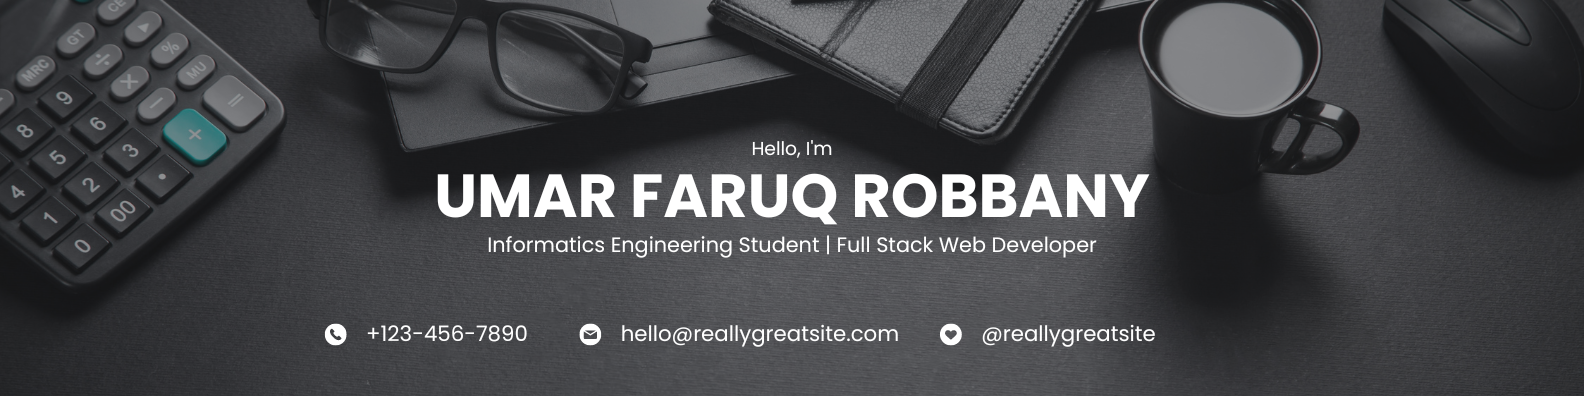 GE
GT
▲
MRC
÷
%
X
MU
9
−
=
8
6
+
5
3
4
2
•
1
00
0
Hello, I'm
UMAR FARUQ ROBBANY
Informatics Engineering Student | Full Stack Web Developer
+123-456-7890
hello@reallygreatsite.com
@reallygreatsite